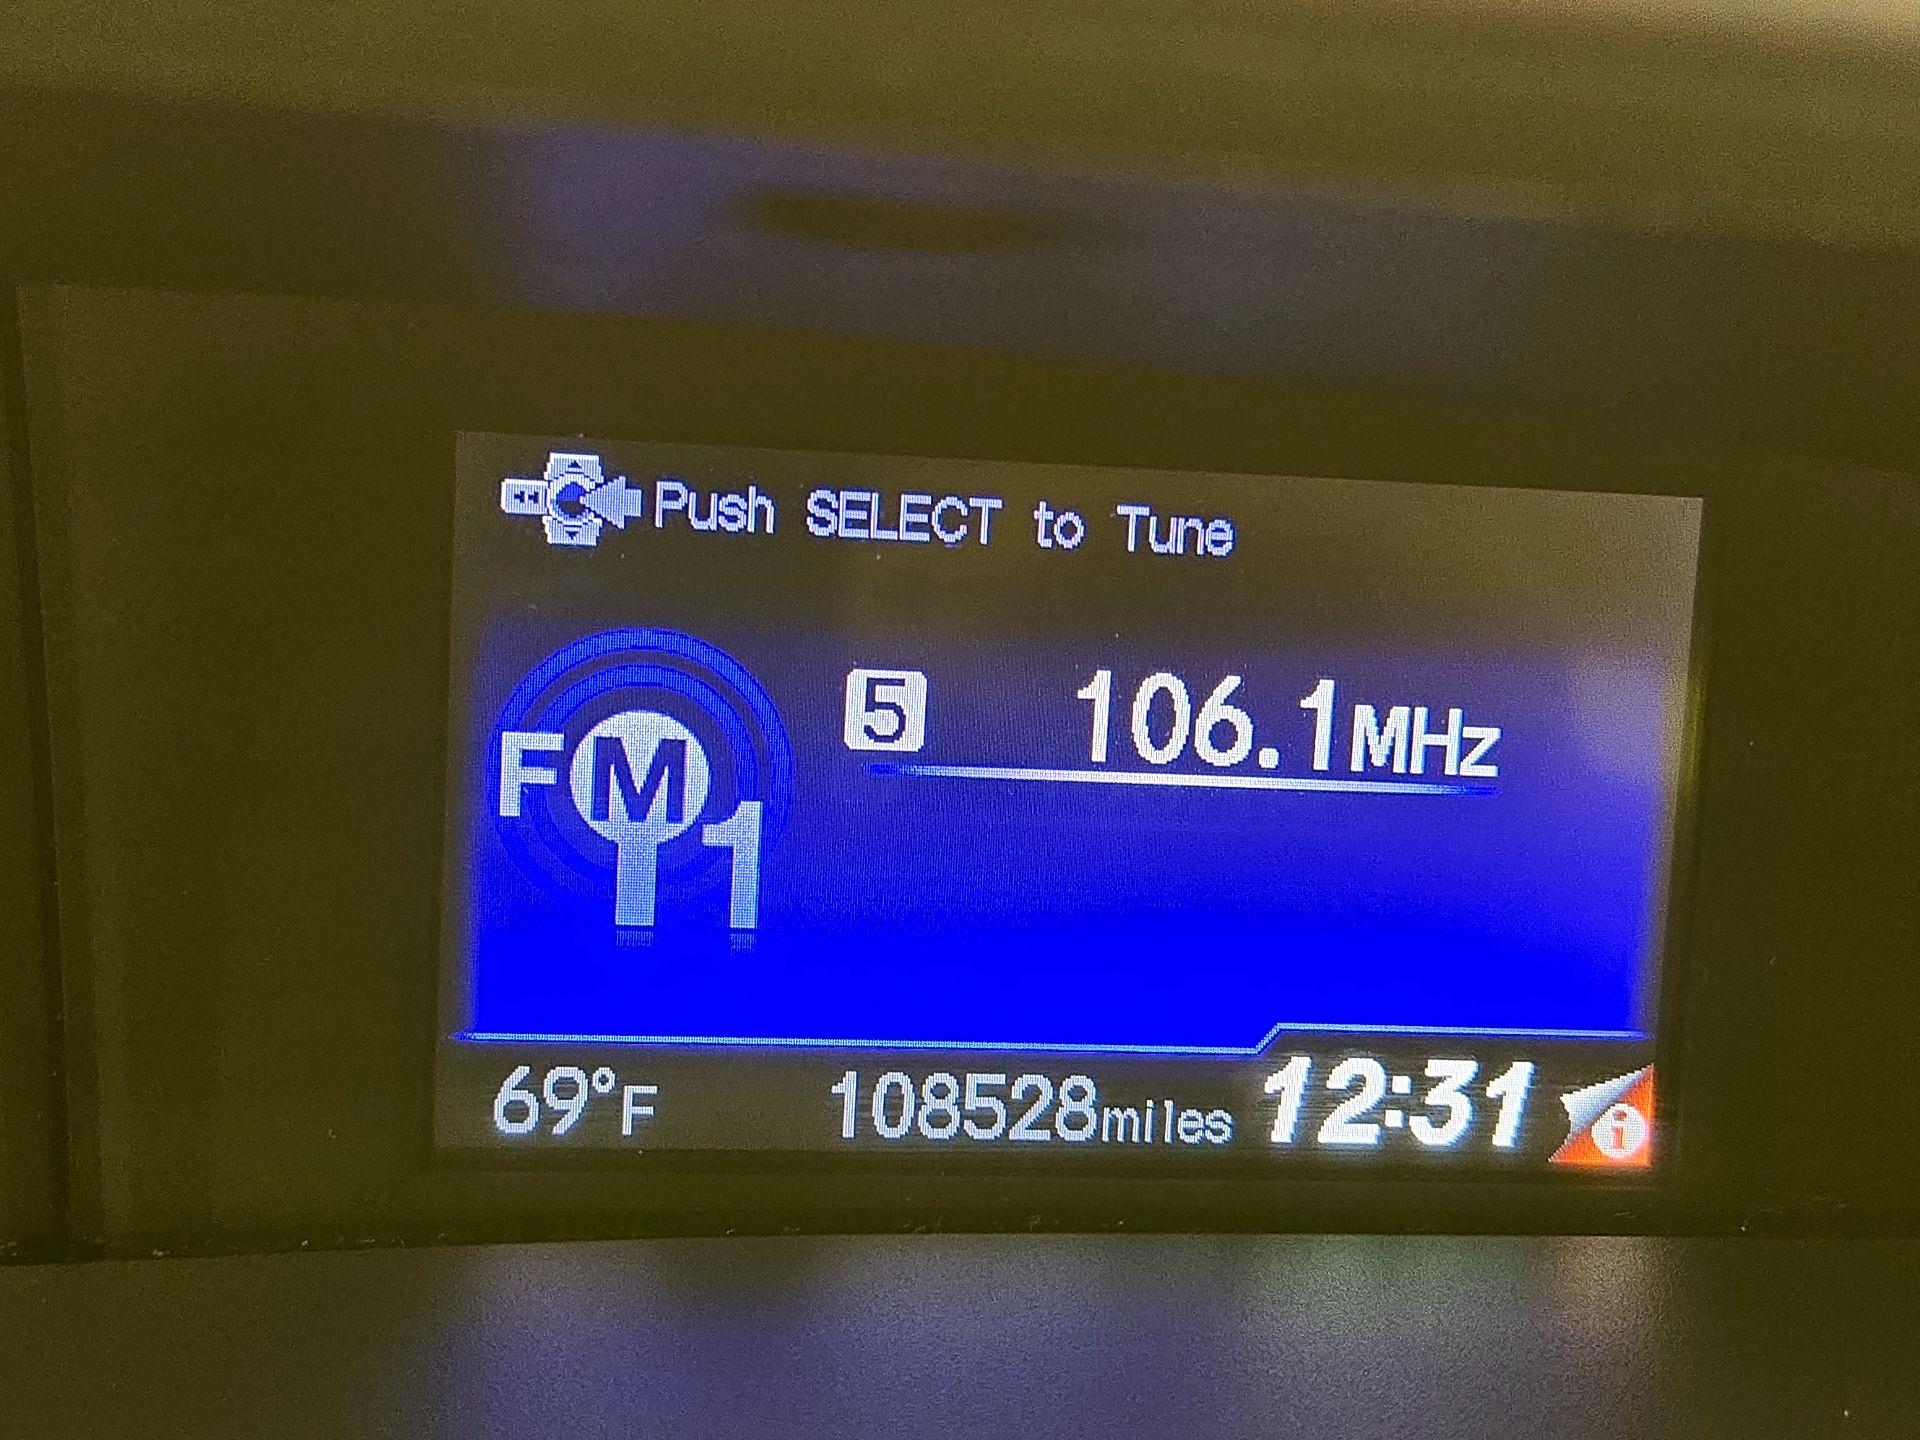 Push SELECT to Tune
FM1
5 106.1MHz
69°F 108528miles 12:31 i